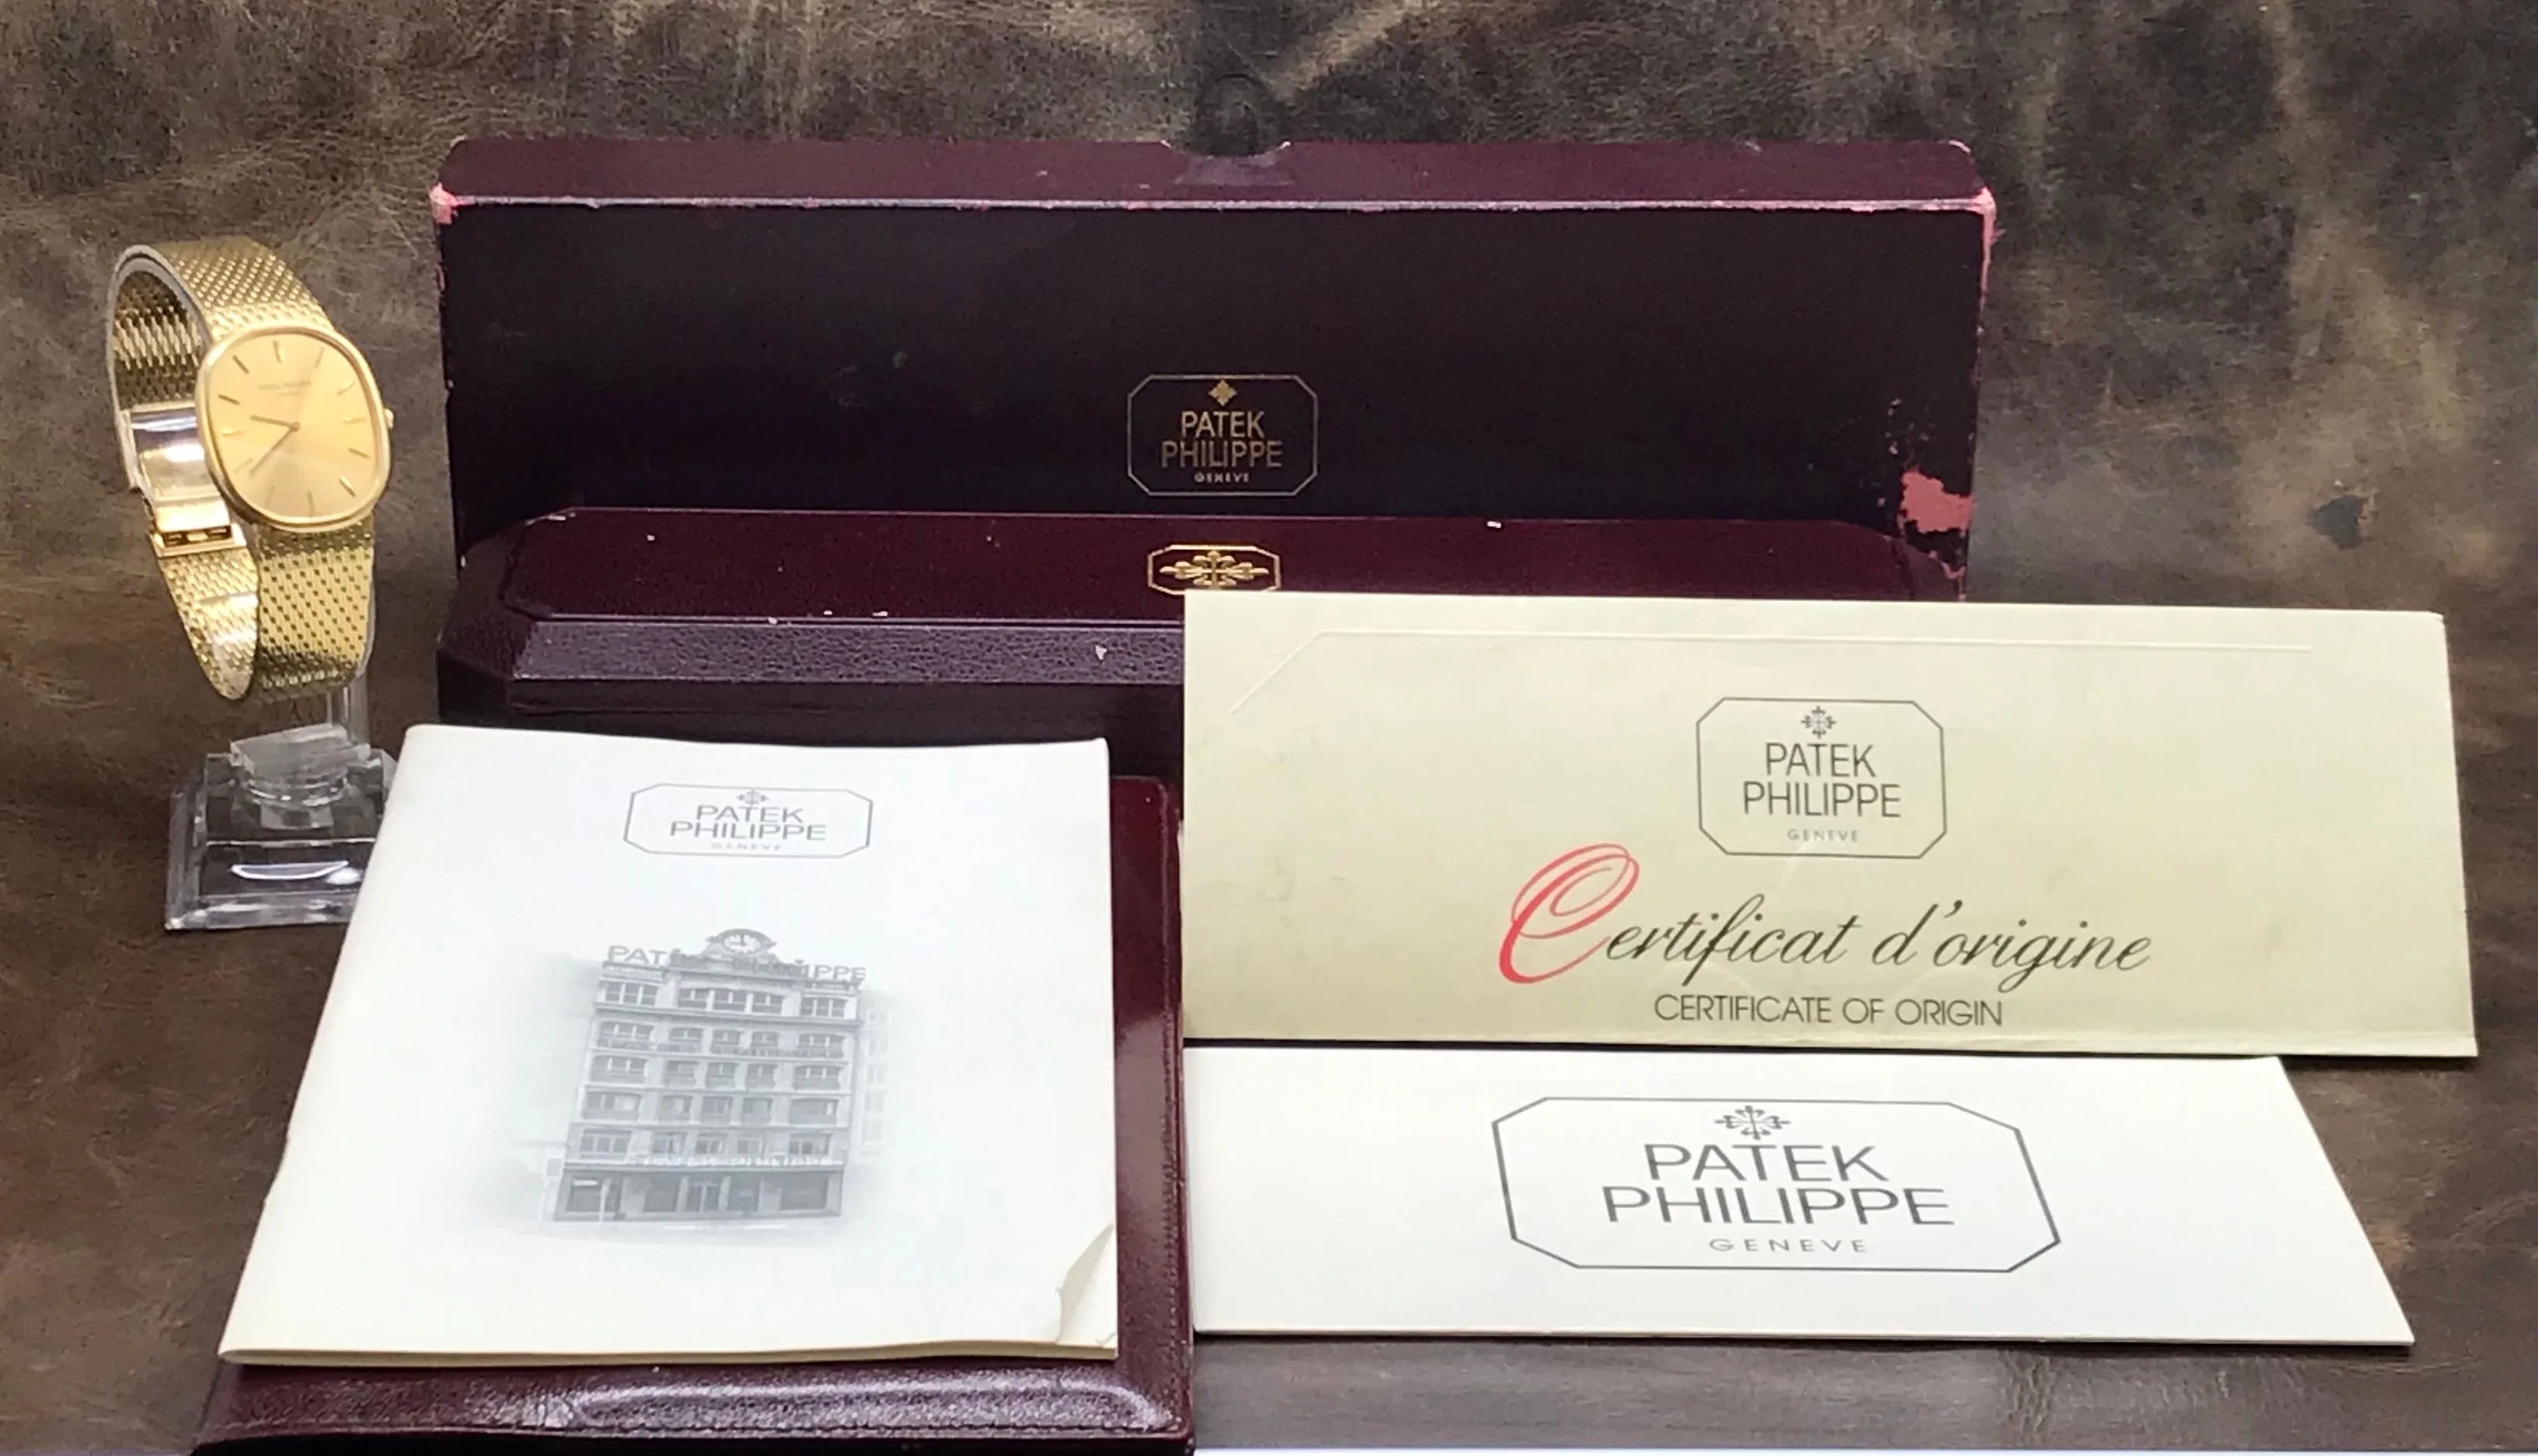 PATEK
PHILIPPE
GENEVE
PATEK
PHILIPPE
GENEVE
PATEK
PHILIPPE
GENEVE
Certificat d'origine
CERTIFICATE OF ORIGIN
PATEK
PHILIPPE
GENEVE